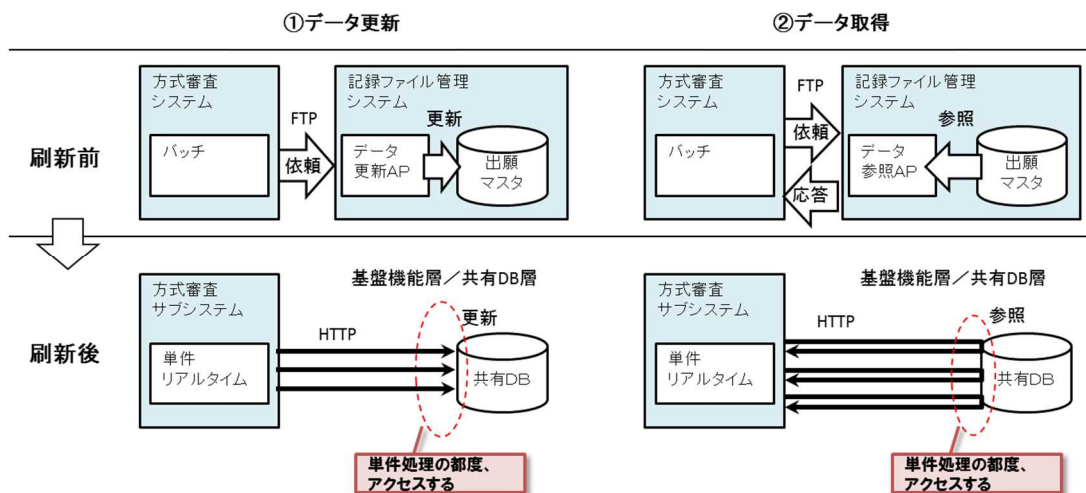 ①データ更新
②データ取得
刷新前
方式審査
システム
バッチ
FTP
依頼
記録ファイル管理
システム
更新
データ
更新AP
出願
マスタ
方式審査
システム
バッチ
FTP
依頼
応答
記録ファイル管理
システム
参照
データ
参照AP
出願
マスタ
刷新後
方式審査
サブシステム
単件
リアルタイム
HTTP
基盤機能層／共有DB層
更新
共有DB
単件処理の都度、
アクセスする
方式審査
サブシステム
単件
リアルタイム
HTTP
基盤機能層／共有DB層
参照
共有DB
単件処理の都度、
アクセスする